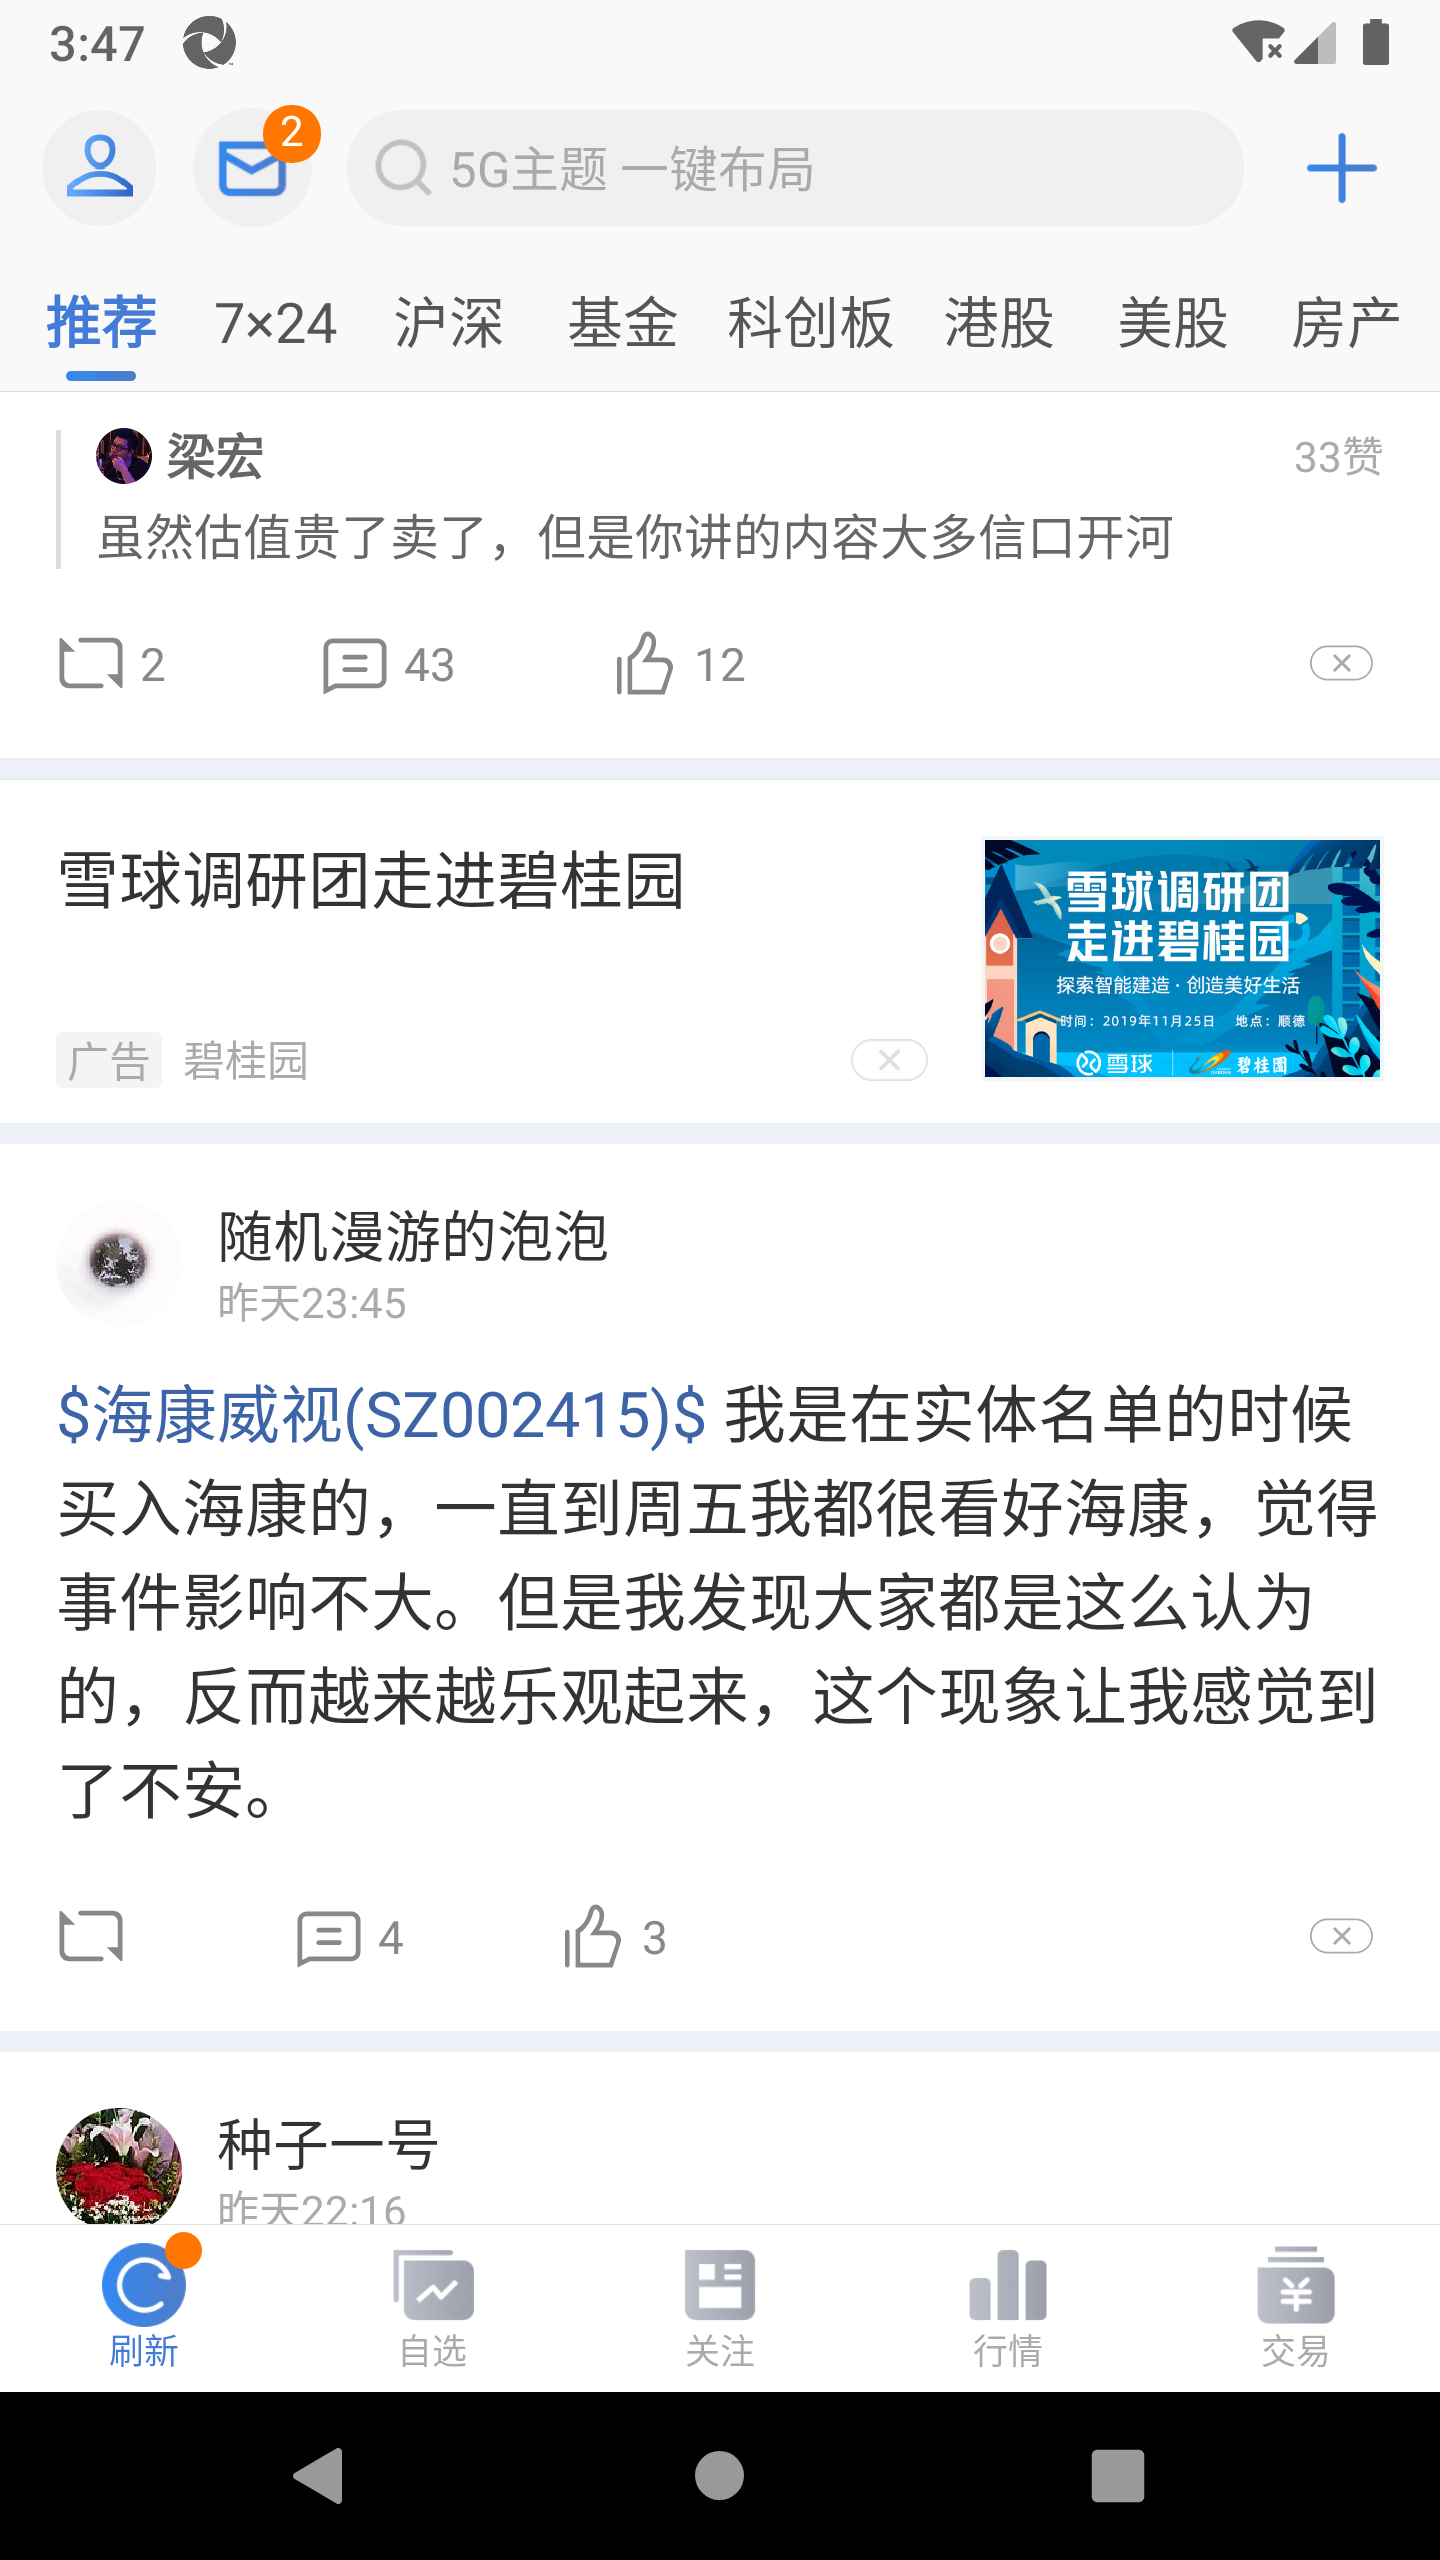 3:47
2
5G主题 一键布局
推荐 7×24 沪深 基金 科创板 港股 美股 房产
梁宏 33赞
虽然估值贵了卖了，但是你讲的内容大多信口开河
2 43 12
雪球调研团走进碧桂园
广告 碧桂园
雪球调研团
走进碧桂园
探索智能建造 · 创造美好生活
时间：2019年11月25日 地点：顺德
雪球 碧桂园
随机漫游的泡泡
昨天23:45
$海康威视(SZ002415)$ 我是在实体名单的时候
买入海康的，一直到周五我都很看好海康，觉得
事件影响不大。但是我发现大家都是这么认为
的，反而越来越乐观起来，这个现象让我感觉到
了不安。
4 3
种子一号
昨天22:16
刷新 自选 关注 行情 交易